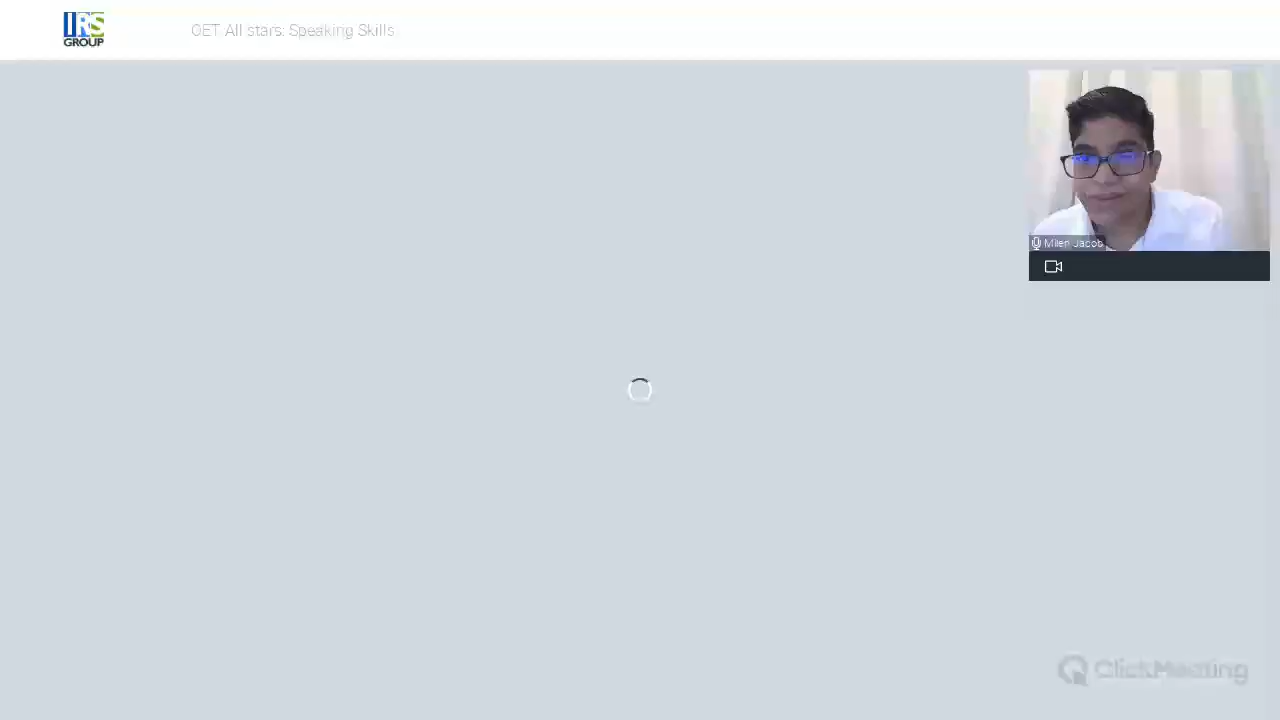 IRS
GROUP
OET All stars: Speaking Skills
Milen Jacob
ClickMeeting